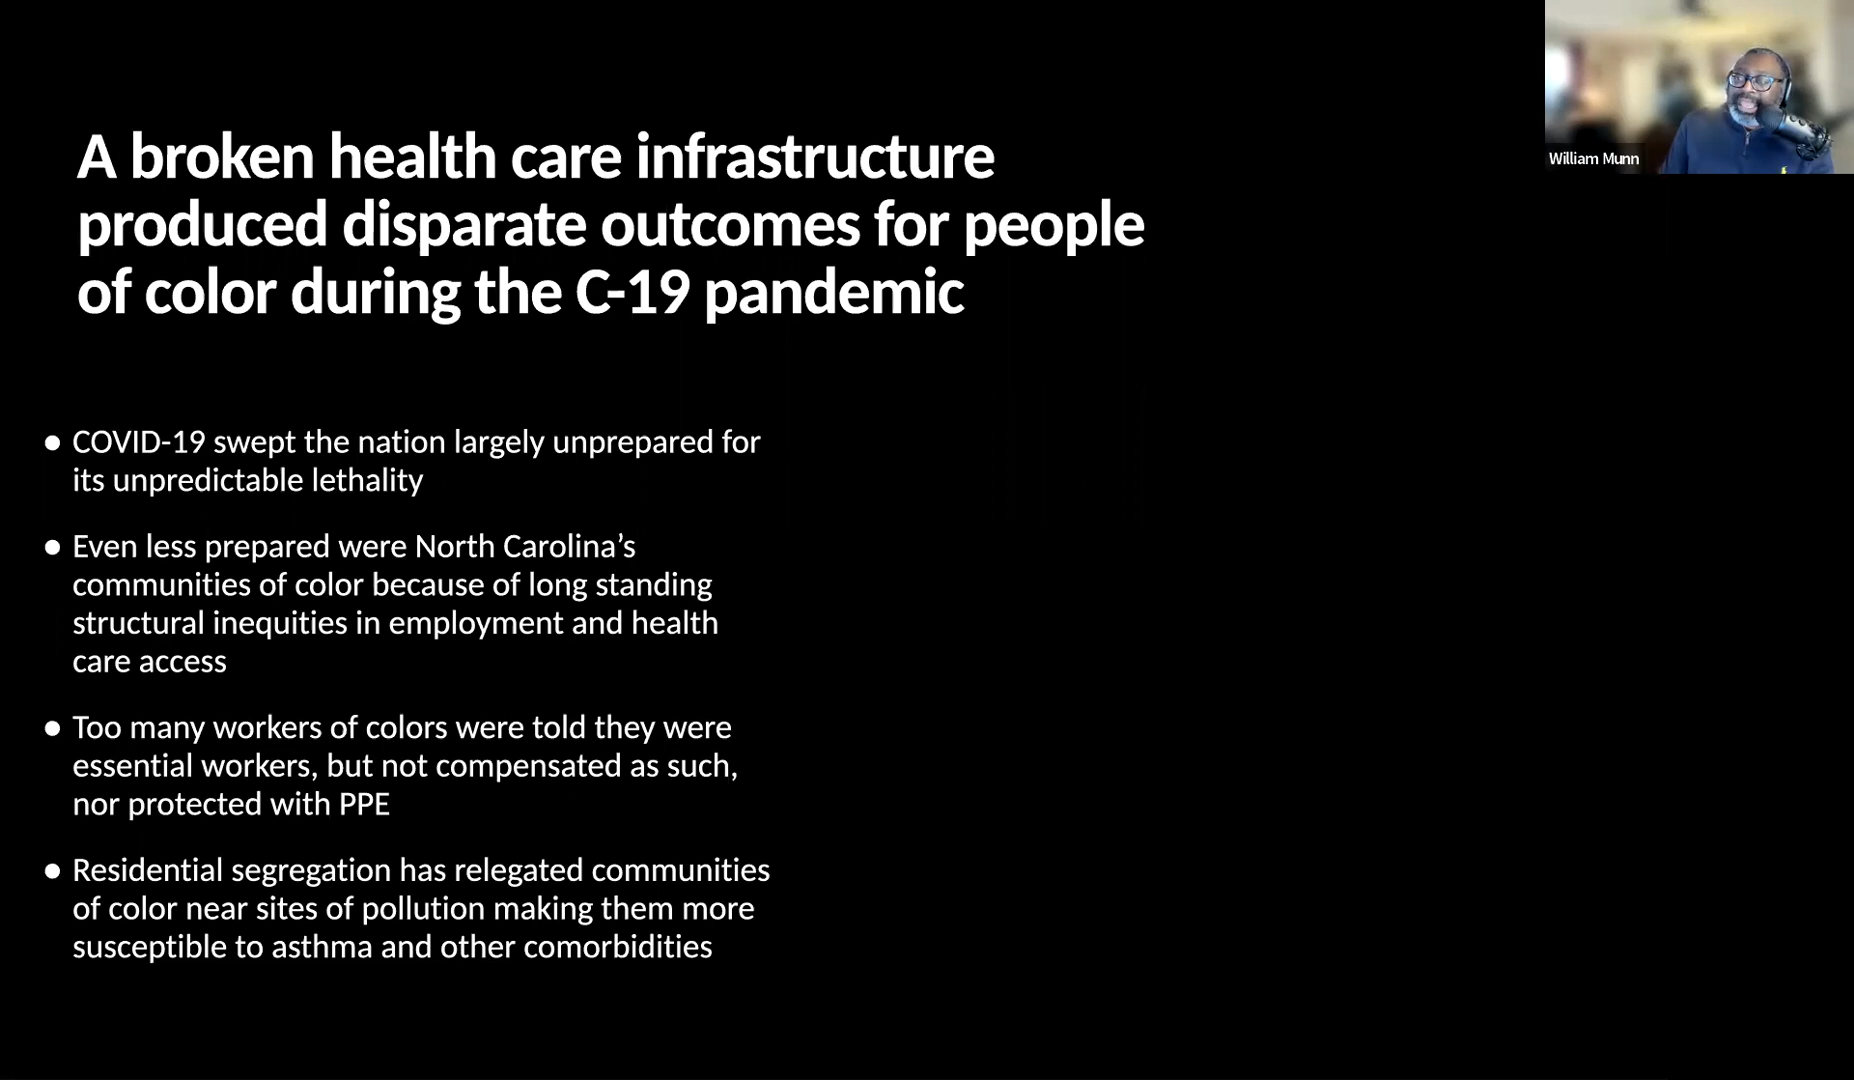 A broken health care infrastructure
produced disparate outcomes for people
of color during the C-19 pandemic
William Munn
● COVID-19 swept the nation largely unprepared for
its unpredictable lethality
● Even less prepared were North Carolina’s
communities of color because of long standing
structural inequities in employment and health
care access
● Too many workers of colors were told they were
essential workers, but not compensated as such,
nor protected with PPE
● Residential segregation has relegated communities
of color near sites of pollution making them more
susceptible to asthma and other comorbidities